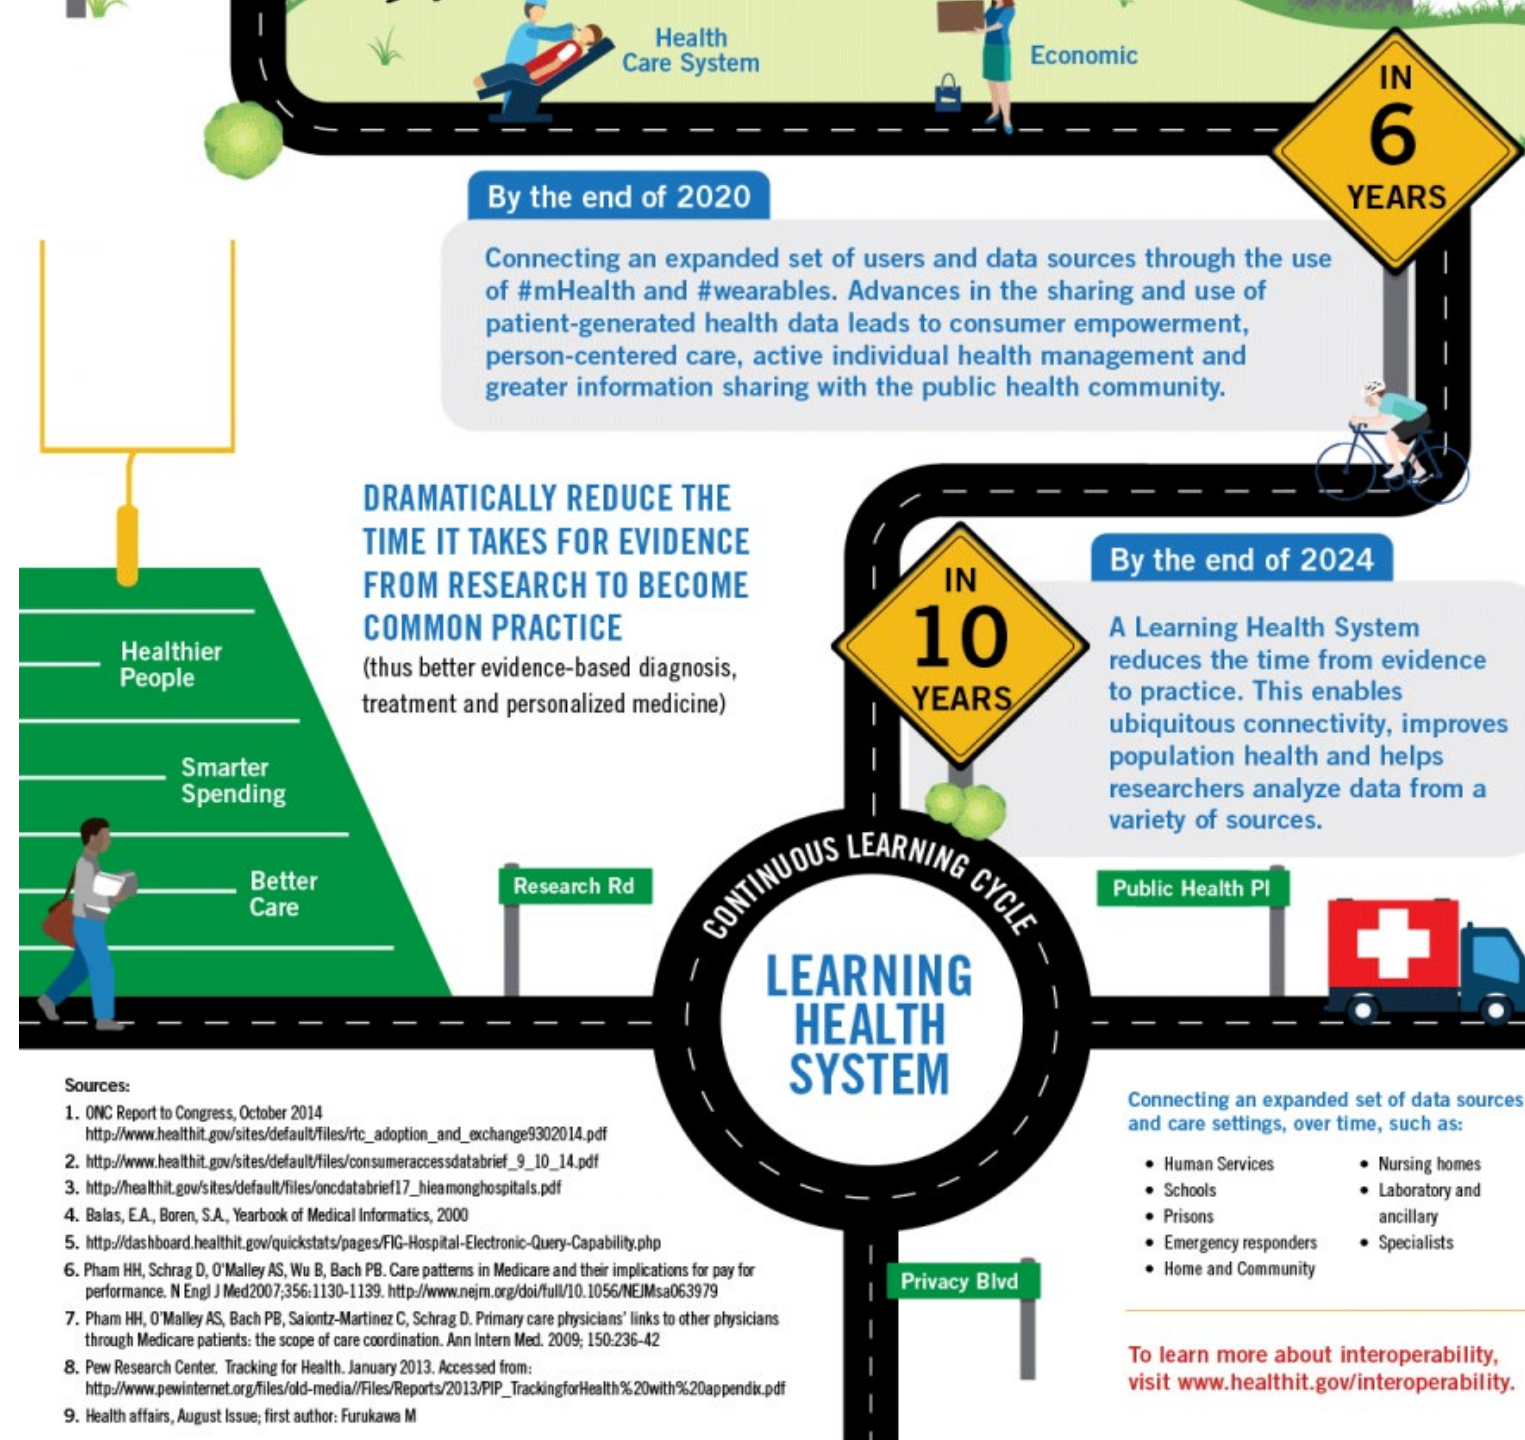 Health
Care System
Economic
IN
6
YEARS
By the end of 2020
Connecting an expanded set of users and data sources through the use
of #mHealth and #wearables. Advances in the sharing and use of
patient-generated health data leads to consumer empowerment,
person-centered care, active individual health management and
greater information sharing with the public health community.
DRAMATICALLY REDUCE THE
TIME IT TAKES FOR EVIDENCE
FROM RESEARCH TO BECOME
COMMON PRACTICE
(thus better evidence-based diagnosis,
treatment and personalized medicine)
IN
10
YEARS
By the end of 2024
A Learning Health System
reduces the time from evidence
to practice. This enables
ubiquitous connectivity, improves
population health and helps
researchers analyze data from a
variety of sources.
Healthier
People
Smarter
Spending
Better
Care
Research Rd
CONTINUOUS LEARNING CYCLE
Public Health Pl
LEARNING
HEALTH
SYSTEM
Sources:
1. ONC Report to Congress, October 2014
http://www.healthit.gov/sites/default/files/rtc_adoption_and_exchange9302014.pdf
2. http://www.healthit.gov/sites/default/files/consumeraccessdatabrief_9_10_14.pdf
3. http://healthit.gov/sites/default/files/oncdatabrief17_hieamonghospitals.pdf
4. Balas, E.A., Boren, S.A., Yearbook of Medical Informatics, 2000
5. http://dashboard.healthit.gov/quickstats/pages/FIG-Hospital-Electronic-Query-Capability.php
6. Pham HH, Schrag D, O'Malley AS, Wu B, Bach PB. Care patterns in Medicare and their implications for pay for
performance. N Engl J Med2007;356:1130-1139. http://www.nejm.org/doi/full/10.1056/NEJMsa063979
7. Pham HH, O'Malley AS, Bach PB, Saiontz-Martinez C, Schrag D. Primary care physicians' links to other physicians
through Medicare patients: the scope of care coordination. Ann Intern Med. 2009; 150:236-42
8. Pew Research Center. Tracking for Health. January 2013. Accessed from:
http://www.pewinternet.org/files/old-media//Files/Reports/2013/PIP_TrackingforHealth%20with%20appendix.pdf
9. Health affairs, August Issue; first author: Furukawa M
Privacy Blvd
Connecting an expanded set of data sources
and care settings, over time, such as:
• Human Services
• Schools
• Prisons
• Emergency responders
• Home and Community
• Nursing homes
• Laboratory and
ancillary
• Specialists
To learn more about interoperability,
visit www.healthit.gov/interoperability.